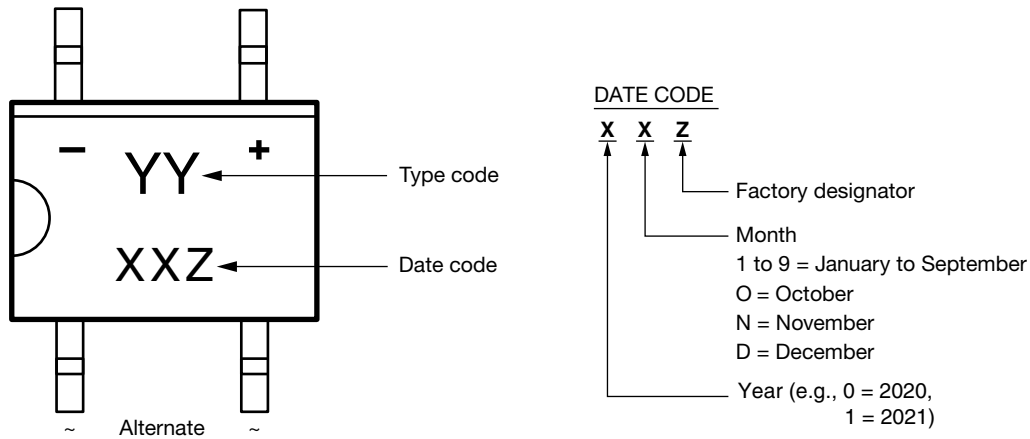 − YY +
Type code
XXZ
Date code
~ Alternate ~
DATE CODE
X X Z
Factory designator
Month
1 to 9 = January to September
O = October
N = November
D = December
Year (e.g., 0 = 2020,
1 = 2021)